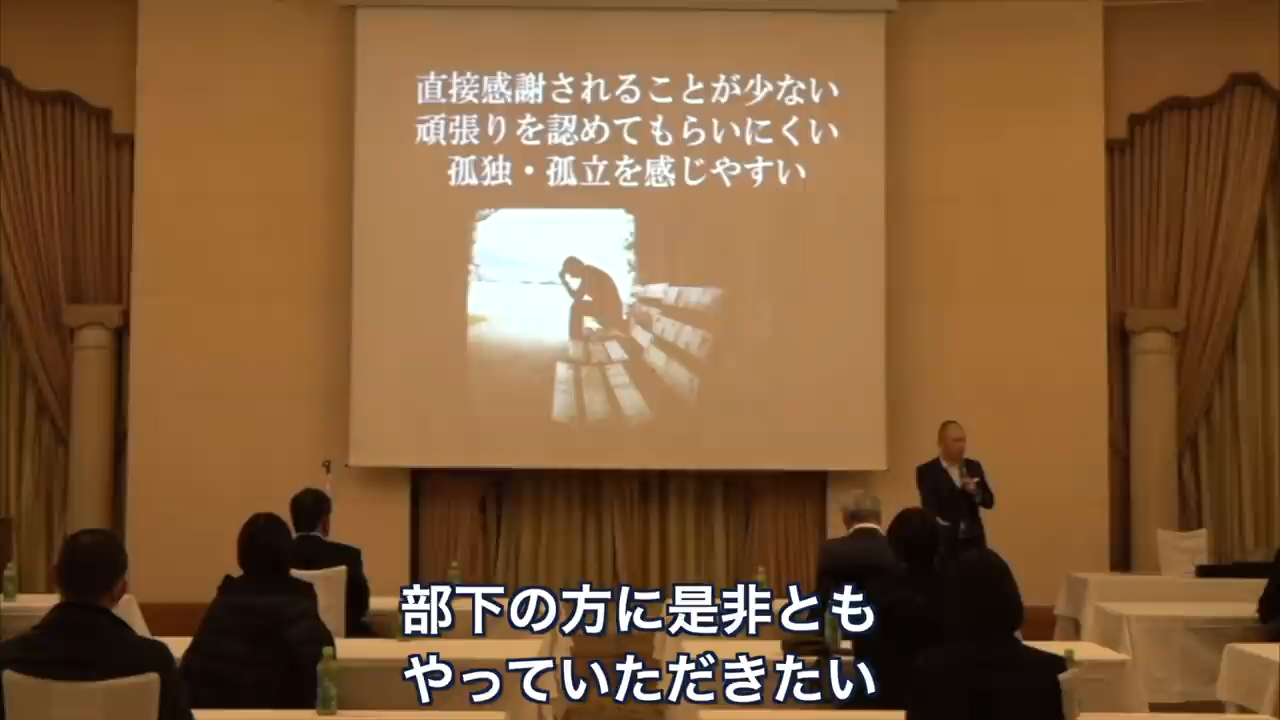 直接感謝されることが少ない
頑張りを認めてもらいにくい
孤独・孤立を感じやすい
部下の方に是非とも
やっていただきたい